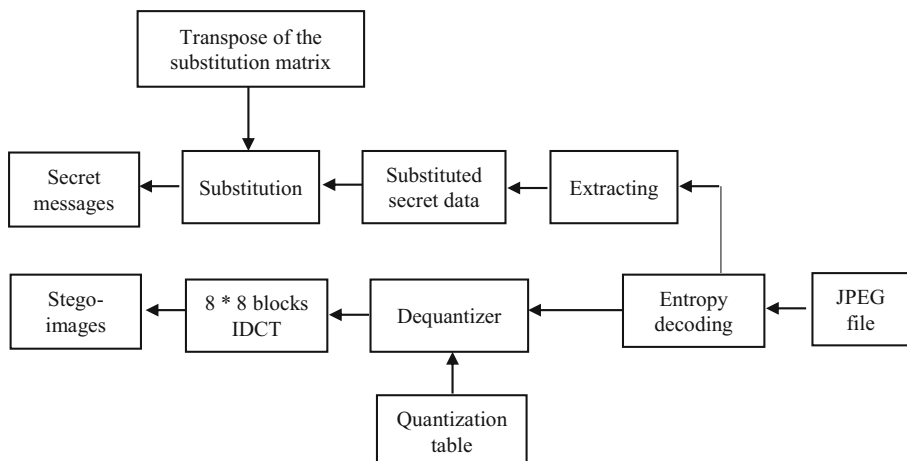 Transpose of the
substitution matrix
Secret
messages
Substitution
Substituted
secret data
Extracting
Stego-
images
8 * 8 blocks
IDCT
Dequantizer
Entropy
decoding
JPEG
file
Quantization
table